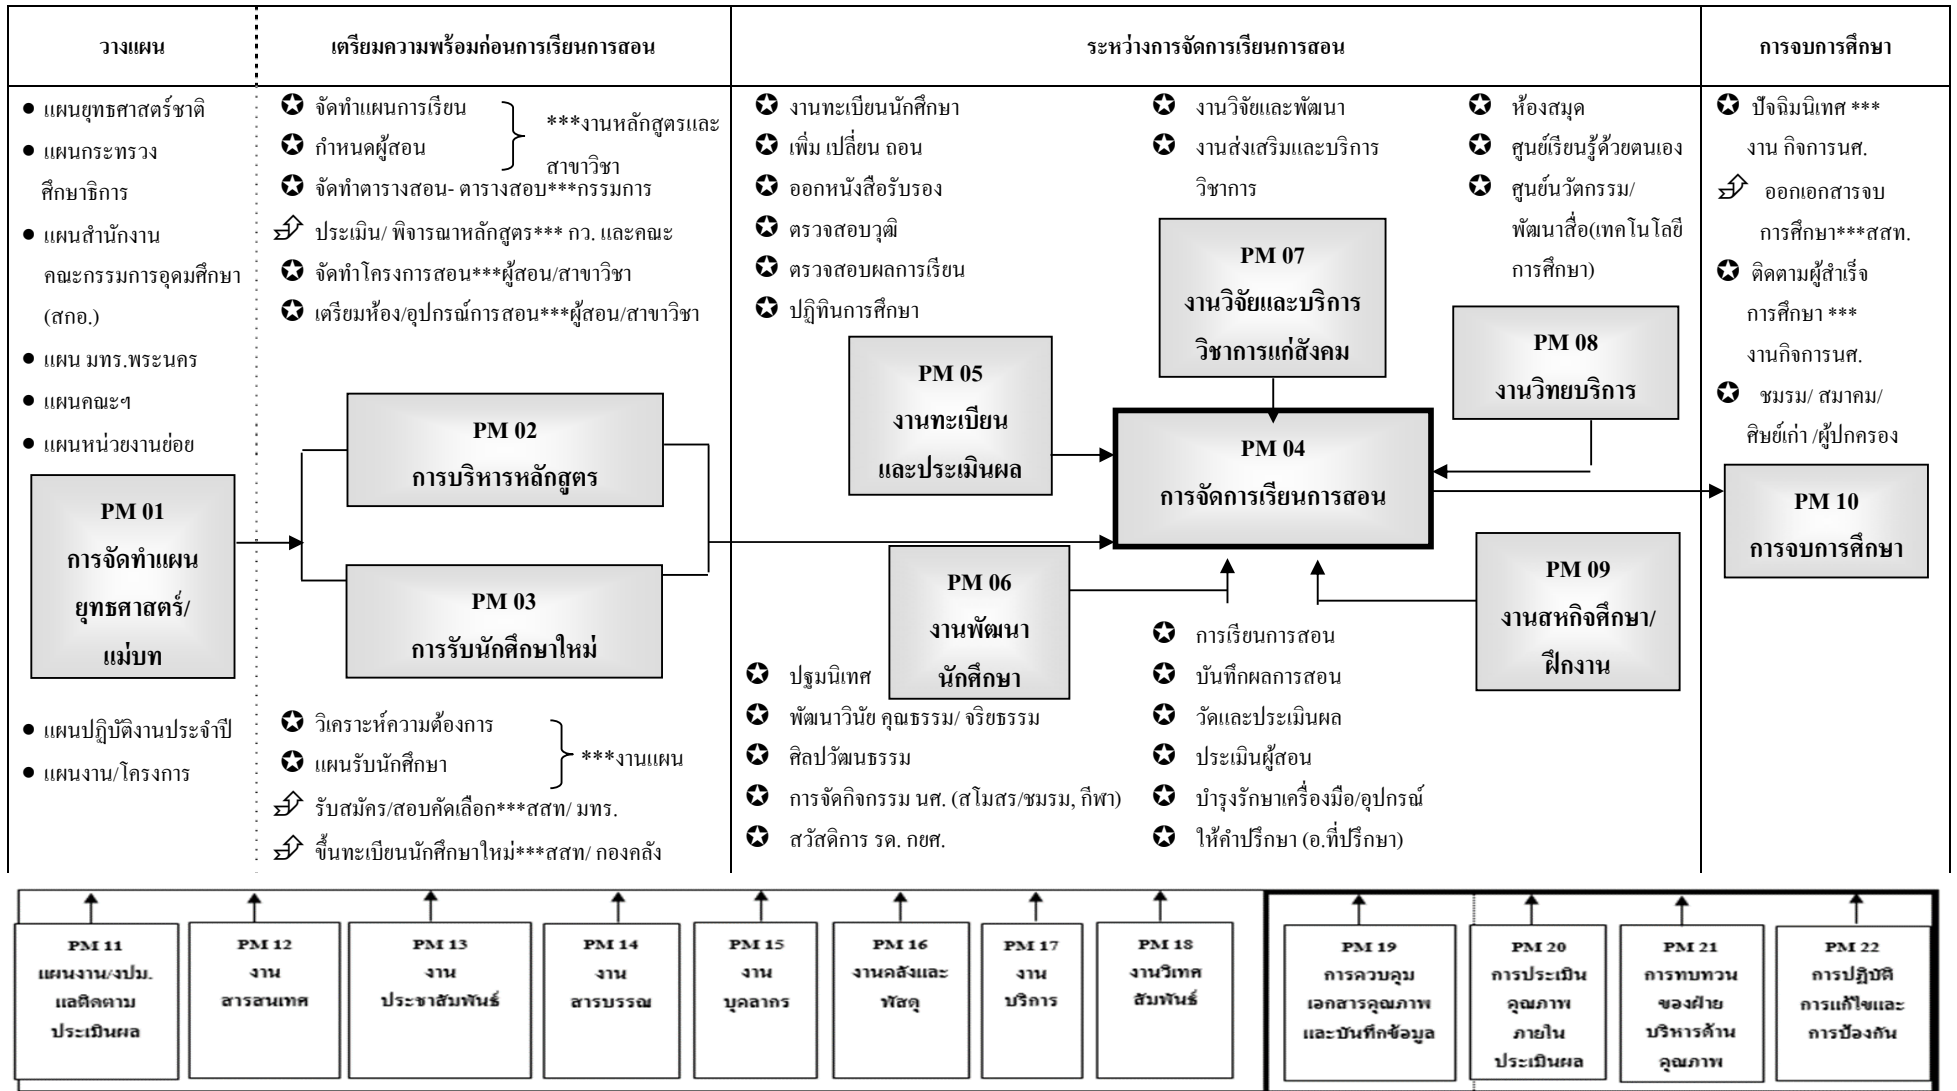 วางแผน
เตรียมความพร้อมก่อนการเรียนการสอน
ระหว่างการจัดการเรียนการสอน
การจบการศึกษา
แผนยุทธศาสตร์ชาติ
แผนกระทรวง
ศึกษาธิการ
แผนสำนักงาน
คณะกรรมการอุดมศึกษา
(สกอ.)
แผน มทร.พระนคร
แผนคณะฯ
แผนหน่วยงานย่อย
PM 01
การจัดทำแผน
ยุทธศาสตร์/
แม่บท
แผนปฏิบัติงานประจำปี
แผนงาน/โครงการ
จัดทำแผนการเรียน
กำหนดผู้สอน
***งานหลักสูตรและ
สาขาวิชา
จัดทำตารางสอน- ตารางสอบ***กรรมการ
ประเมิน/ พิจารณาหลักสูตร*** กว. และคณะ
จัดทำโครงการสอน***ผู้สอน/สาขาวิชา
เตรียมห้อง/อุปกรณ์การสอน***ผู้สอน/สาขาวิชา
PM 02
การบริหารหลักสูตร
PM 03
การรับนักศึกษาใหม่
วิเคราะห์ความต้องการ
แผนรับนักศึกษา
***งานแผน
รับสมัคร/สอบคัดเลือก***สสท/ มทร.
ขึ้นทะเบียนนักศึกษาใหม่***สสท/ กองคลัง
งานทะเบียนนักศึกษา
เพิ่ม เปลี่ยน ถอน
ออกหนังสือรับรอง
ตรวจสอบวุฒิ
ตรวจสอบผลการเรียน
ปฏิทินการศึกษา
PM 05
งานทะเบียน
และประเมินผล
งานวิจัยและพัฒนา
งานส่งเสริมและบริการ
วิชาการ
PM 07
งานวิจัยและบริการ
วิชาการแก่สังคม
ห้องสมุด
ศูนย์เรียนรู้ด้วยตนเอง
ศูนย์นวัตกรรม/
พัฒนาสื่อ(เทคโนโลยี
การศึกษา)
PM 08
งานวิทยบริการ
PM 04
การจัดการเรียนการสอน
PM 06
งานพัฒนา
นักศึกษา
ปฐมนิเทศ
พัฒนาวินัย คุณธรรม/ จริยธรรม
ศิลปวัฒนธรรม
การจัดกิจกรรม นศ. (สโมสร/ชมรม, กีฬา)
สวัสดิการ รด. กยศ.
การเรียนการสอน
บันทึกผลการสอน
วัดและประเมินผล
ประเมินผู้สอน
บำรุงรักษาเครื่องมือ/อุปกรณ์
ให้คำปรึกษา (อ.ที่ปรึกษา)
PM 09
งานสหกิจศึกษา/
ฝึกงาน
ปัจฉิมนิเทศ ***
งาน กิจการนศ.
ออกเอกสารจบ
การศึกษา***สสท.
ติดตามผู้สำเร็จ
การศึกษา ***
งานกิจการนศ.
ชมรม/ สมาคม/
ศิษย์เก่า /ผู้ปกครอง
PM 10
การจบการศึกษา
PM 11
แผนงาน/งปม.
แลติดตาม
ประเมินผล
PM 12
งาน
สารสนเทศ
PM 13
งาน
ประชาสัมพันธ์
PM 14
งาน
สารบรรณ
PM 15
งาน
บุคลากร
PM 16
งานคลังและ
พัสดุ
PM 17
งาน
บริการ
PM 18
งานวิเทศ
สัมพันธ์
PM 19
การควบคุม
เอกสารคุณภาพ
และบันทึกข้อมูล
PM 20
การประเมิน
คุณภาพ
ภายใน
ประเมินผล
PM 21
การทบทวน
ของฝ่าย
บริหารด้าน
คุณภาพ
PM 22
การปฏิบัติ
การแก้ไขและ
การป้องกัน